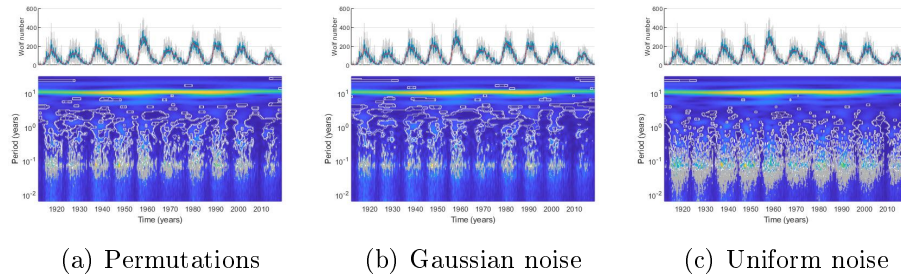 600
400
200
0
Wolf number
10^1
10^0
10^-1
10^-2
Period (years)
1920 1930 1940 1950 1960 1970 1980 1990 2000 2010
Time (years)
600
400
200
0
Wolf number
10^1
10^0
10^-1
10^-2
Period (years)
1920 1930 1940 1950 1960 1970 1980 1990 2000 2010
Time (years)
600
400
200
0
Wolf number
10^1
10^0
10^-1
10^-2
Period (years)
1920 1930 1940 1950 1960 1970 1980 1990 2000 2010
Time (years)
(a) Permutations (b) Gaussian noise (c) Uniform noise